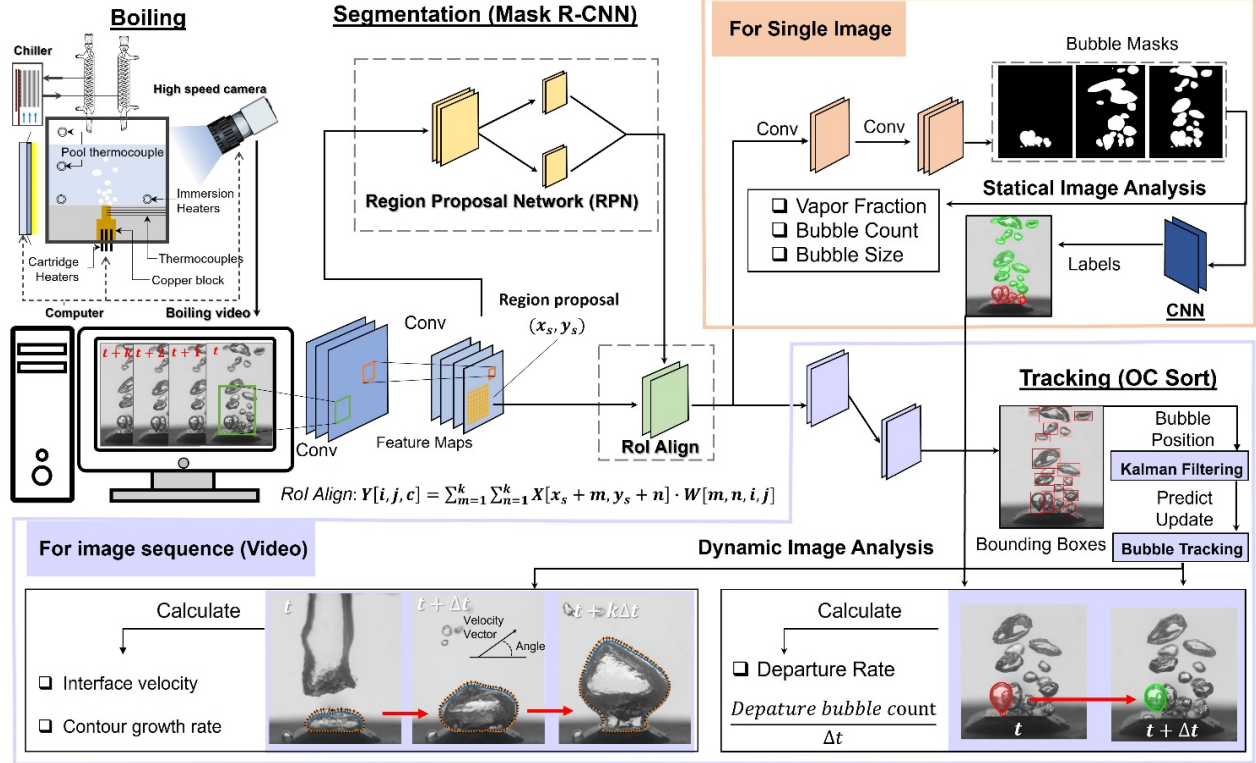 Boiling
Chiller
High speed camera
Pool thermocouple
Immersion
Heaters
Thermocouples
Cartridge
Heaters
Copper block
Computer
Boiling video
t + k
t + 2
t + 1
t
Segmentation (Mask R-CNN)
Region Proposal Network (RPN)
Conv
Region proposal
(x_s, y_s)
Conv
Feature Maps
RoI Align
RoI Align: Y[i, j, c] = ∑_{m=1}^{k} ∑_{n=1}^{k} X[x_s + m, y_s + n] · W[m, n, i, j]
For Single Image
Bubble Masks
Conv
Conv
Statical Image Analysis
❑ Vapor Fraction
❑ Bubble Count
❑ Bubble Size
Labels
CNN
Tracking (OC Sort)
Bubble
Position
Kalman Filtering
Predict
Update
Bounding Boxes
Bubble Tracking
For image sequence (Video)
Dynamic Image Analysis
Calculate
❑ Interface velocity
❑ Contour growth rate
t
t + Δt
Velocity
Vector
Angle
t + kΔt
Calculate
❑ Departure Rate
Depature bubble count
Δt
t
t + Δt